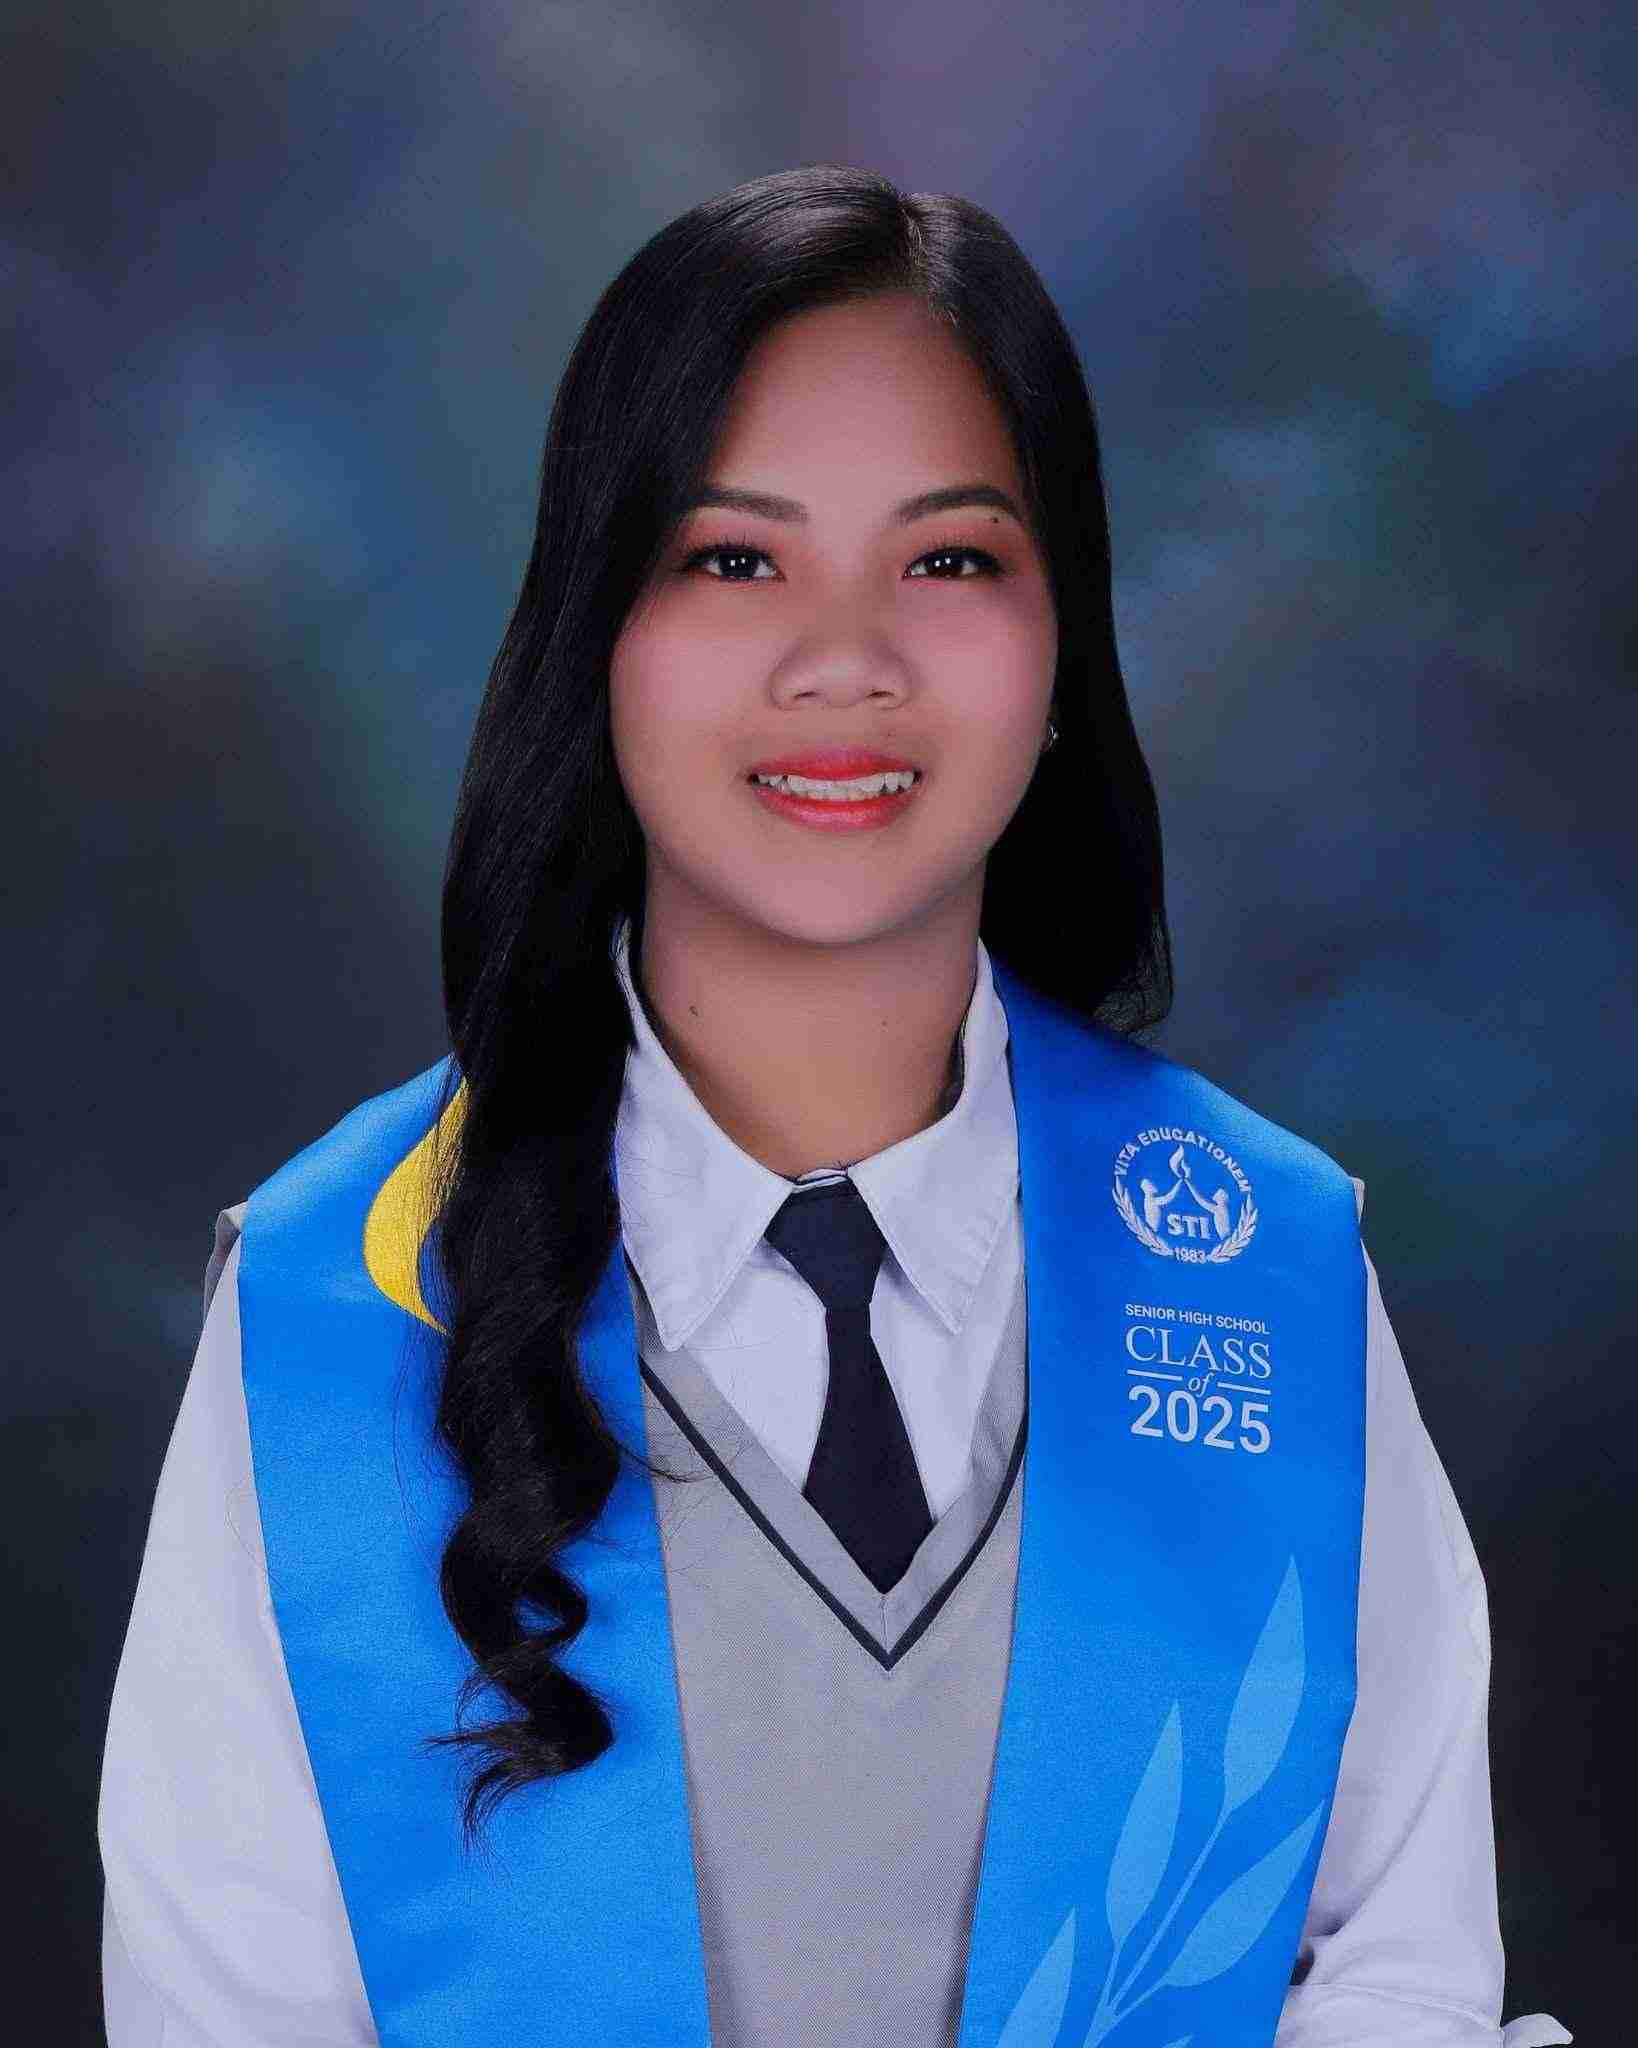 VITA EDUCATIONEM
STI
1983
SENIOR HIGH SCHOOL
CLASS
of
2025